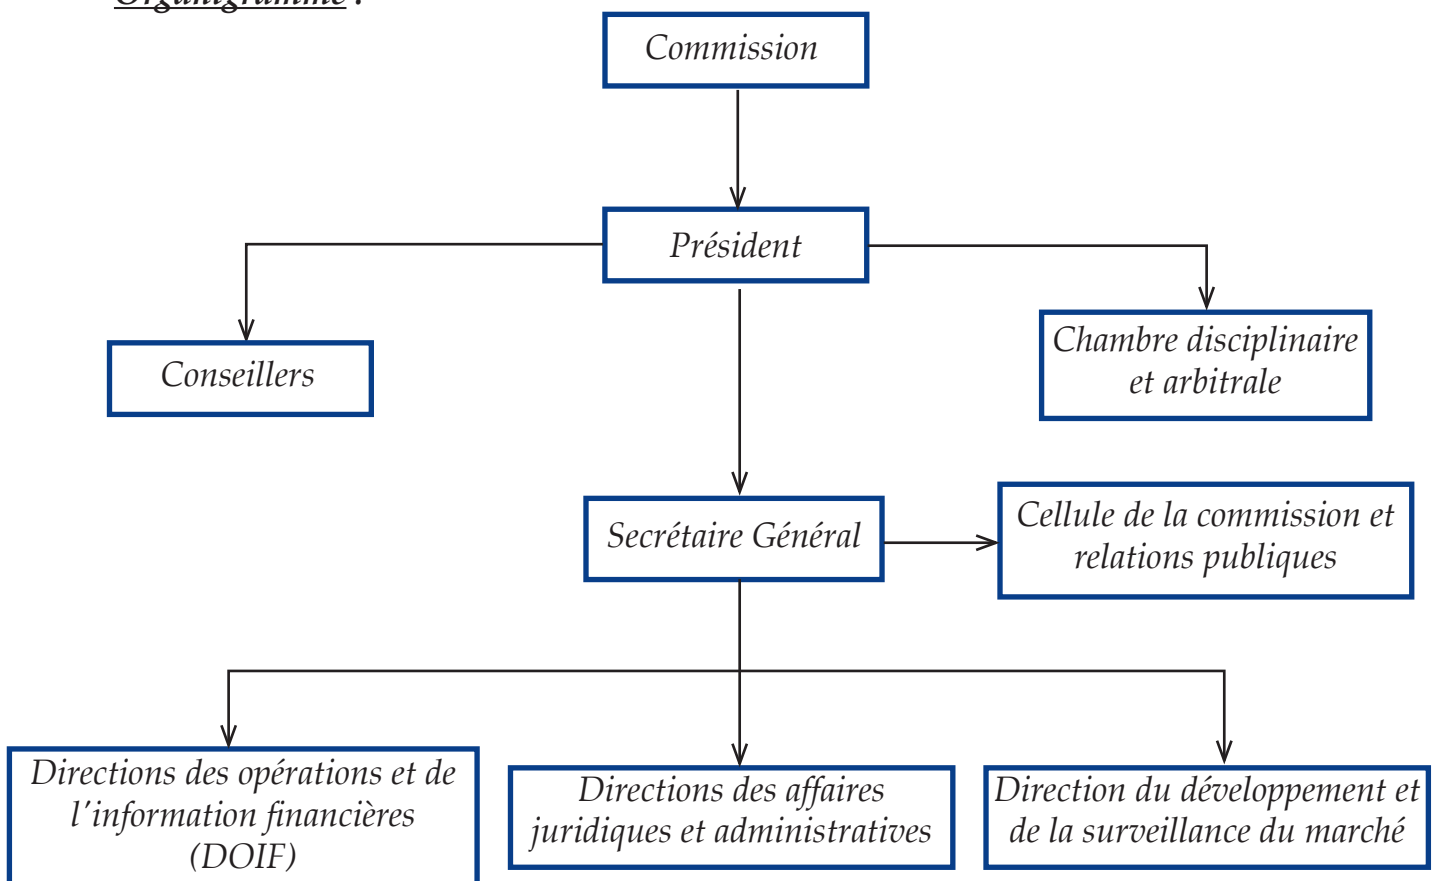 Organigramme :
Commission
Président
Conseillers
Chambre disciplinaire
et arbitrale
Secrétaire Général
Cellule de la commission et
relations publiques
Directions des opérations et de
l'information financières
(DOIF)
Directions des affaires
juridiques et administratives
Direction du développement et
de la surveillance du marché